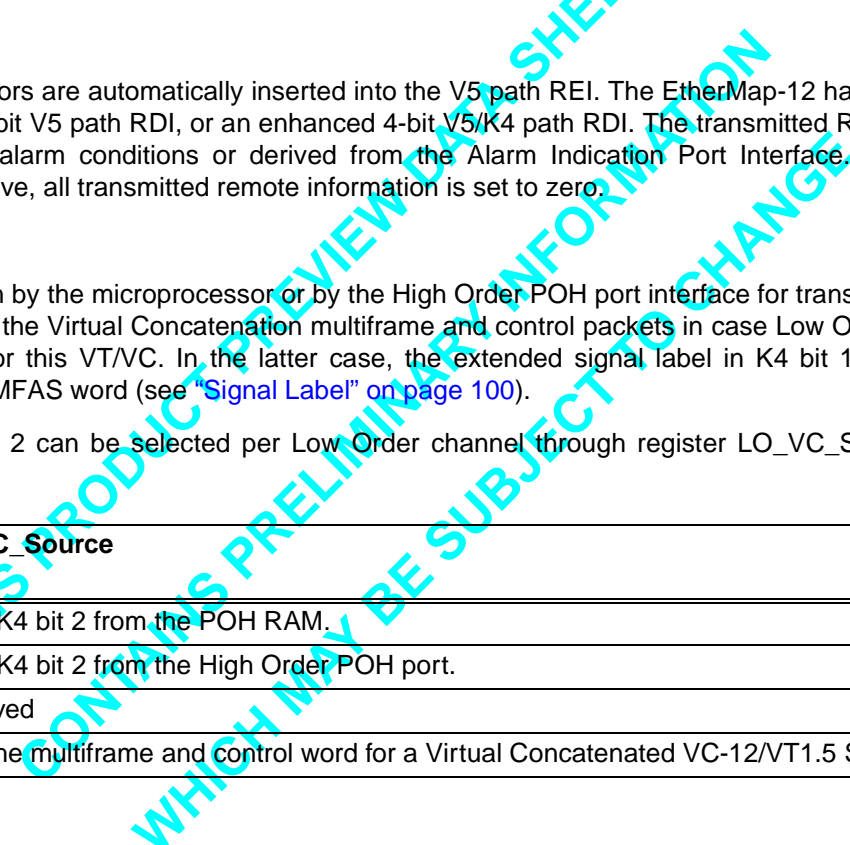 ors are automatically inserted into the V5 path REI. The EtherMap-12 ha
bit V5 path RDI, or an enhanced 4-bit V5/K4 path RDI. The transmitted R
alarm conditions or derived from the Alarm Indication Port Interface.
ve, all transmitted remote information is set to zero.
n by the microprocessor or by the High Order POH port interface for trans
the Virtual Concatenation multiframe and control packets in case Low O
or this VT/VC. In the latter case, the extended signal label in K4 bit 1
MFAS word (see “Signal Label” on page 100).
2 can be selected per Low Order channel through register LO_VC_S
C_Source
K4 bit 2 from the POH RAM.
K4 bit 2 from the High Order POH port.
ved
ne multiframe and control word for a Virtual Concatenated VC-12/VT1.5 S
IS PRODUCT PREVIEW DATA SHE
CONTAINS PRELIMINARY INFORMATION
WHICH MAY BE SUBJECT TO CHANGE